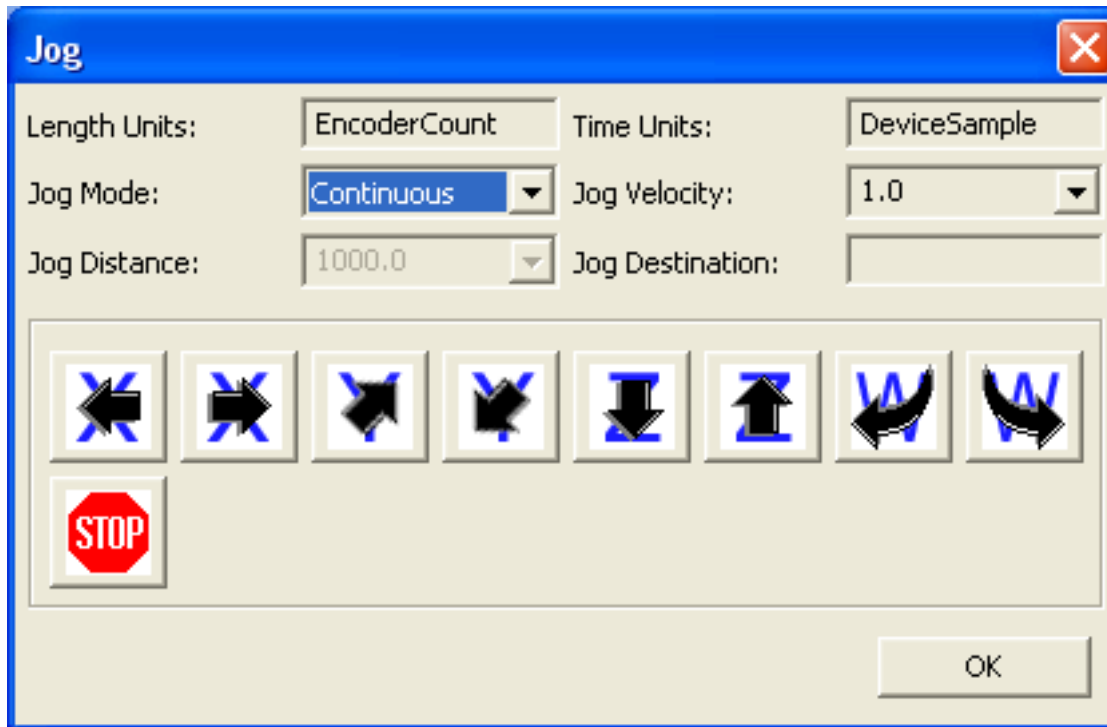 Jog
Length Units: EncoderCount Time Units: DeviceSample
Jog Mode: Continuous Jog Velocity: 1.0
Jog Distance: 1000.0 Jog Destination:
X X Y Y Z Z W W
STOP
OK